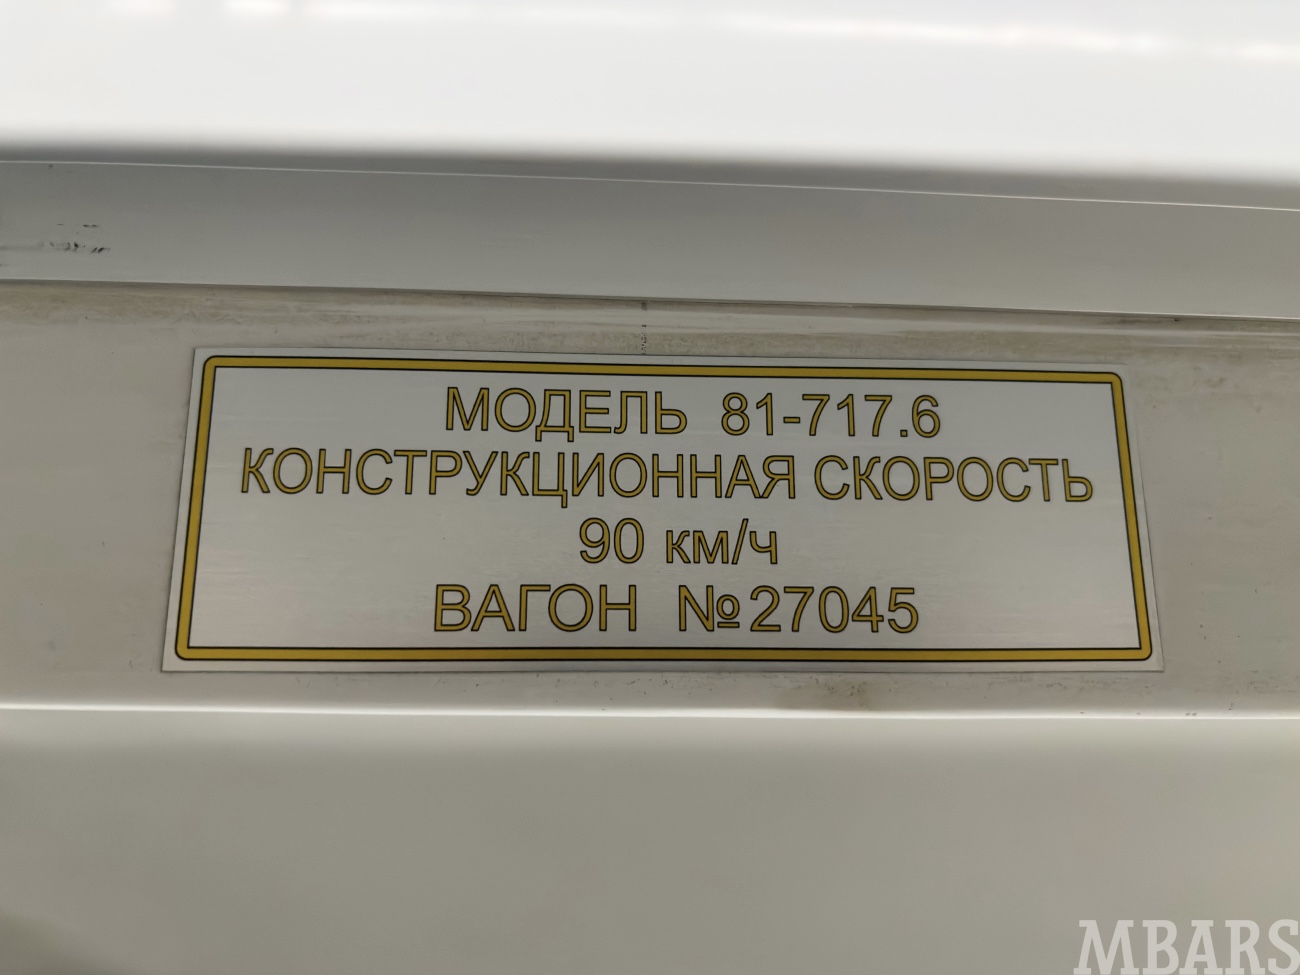 МОДЕЛЬ 81-717.6
КОНСТРУКЦИОННАЯ СКОРОСТЬ
90 км/ч
ВАГОН №27045
MBARS